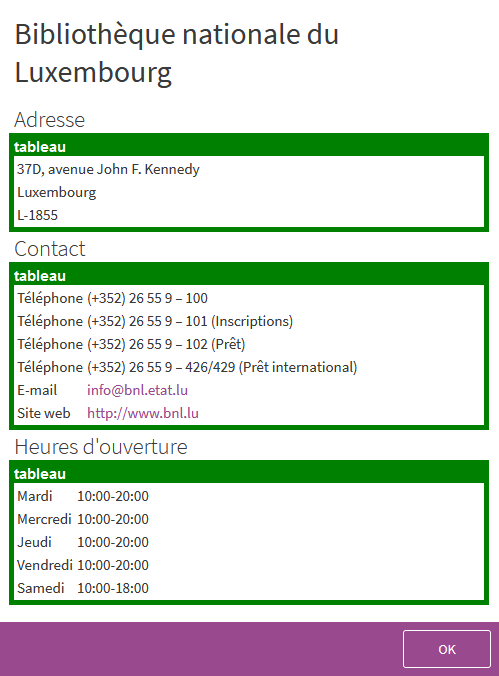 Bibliothèque nationale du
Luxembourg
Adresse
tableau
37D, avenue John F. Kennedy
Luxembourg
L-1855
Contact
tableau
Téléphone (+352) 26 55 9 – 100
Téléphone (+352) 26 55 9 – 101 (Inscriptions)
Téléphone (+352) 26 55 9 – 102 (Prêt)
Téléphone (+352) 26 55 9 – 426/429 (Prêt international)
E-mail info@bnl.etat.lu
Site web http://www.bnl.lu
Heures d'ouverture
tableau
Mardi 10:00-20:00
Mercredi 10:00-20:00
Jeudi 10:00-20:00
Vendredi 10:00-20:00
Samedi 10:00-18:00
OK